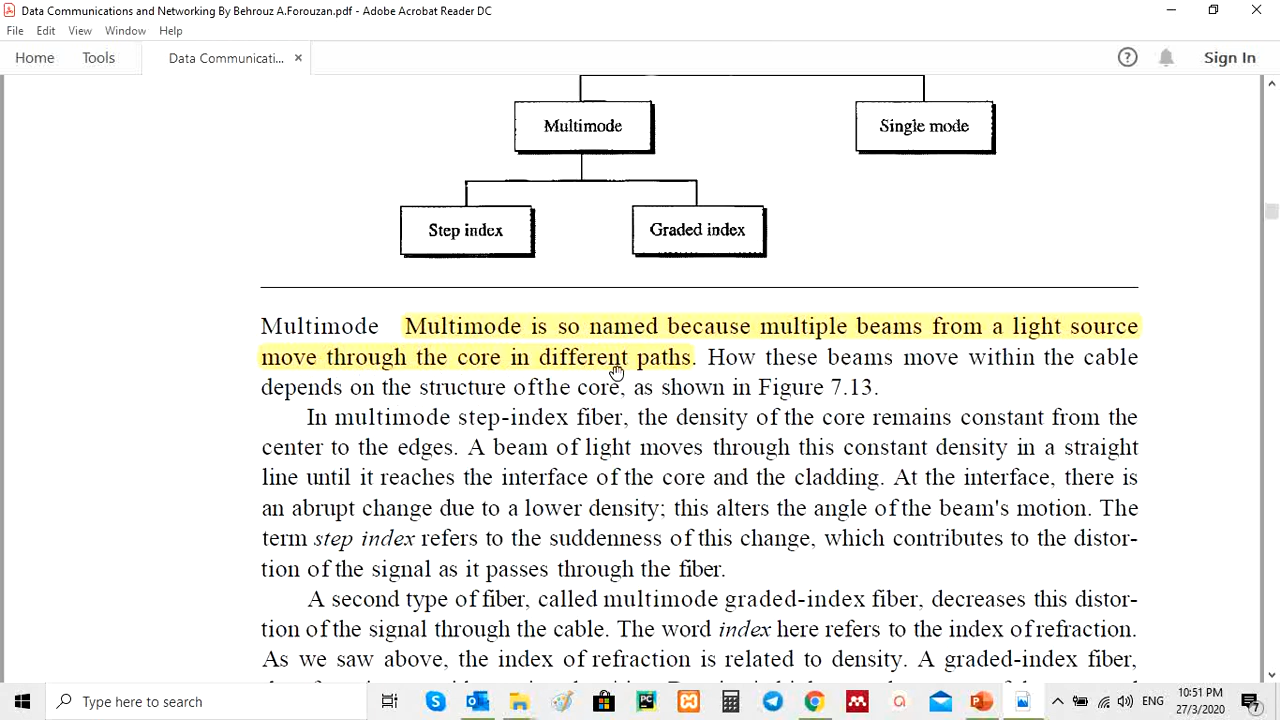 Data Communications and Networking By Behrouz A.Forouzan.pdf - Adobe Acrobat Reader DC
File Edit View Window Help
Home Tools Data Communicati... × Sign In
Multimode Single mode
Step index Graded index
Multimode Multimode is so named because multiple beams from a light source
move through the core in different paths. How these beams move within the cable
depends on the structure ofthe core, as shown in Figure 7.13.
In multimode step-index fiber, the density of the core remains constant from the
center to the edges. A beam of light moves through this constant density in a straight
line until it reaches the interface of the core and the cladding. At the interface, there is
an abrupt change due to a lower density; this alters the angle of the beam's motion. The
term step index refers to the suddenness of this change, which contributes to the distor-
tion of the signal as it passes through the fiber.
A second type of fiber, called multimode graded-index fiber, decreases this distor-
tion of the signal through the cable. The word index here refers to the index of refraction.
As we saw above, the index of refraction is related to density. A graded-index fiber,
Type here to search
ENG
10:51 PM
27/3/2020
7